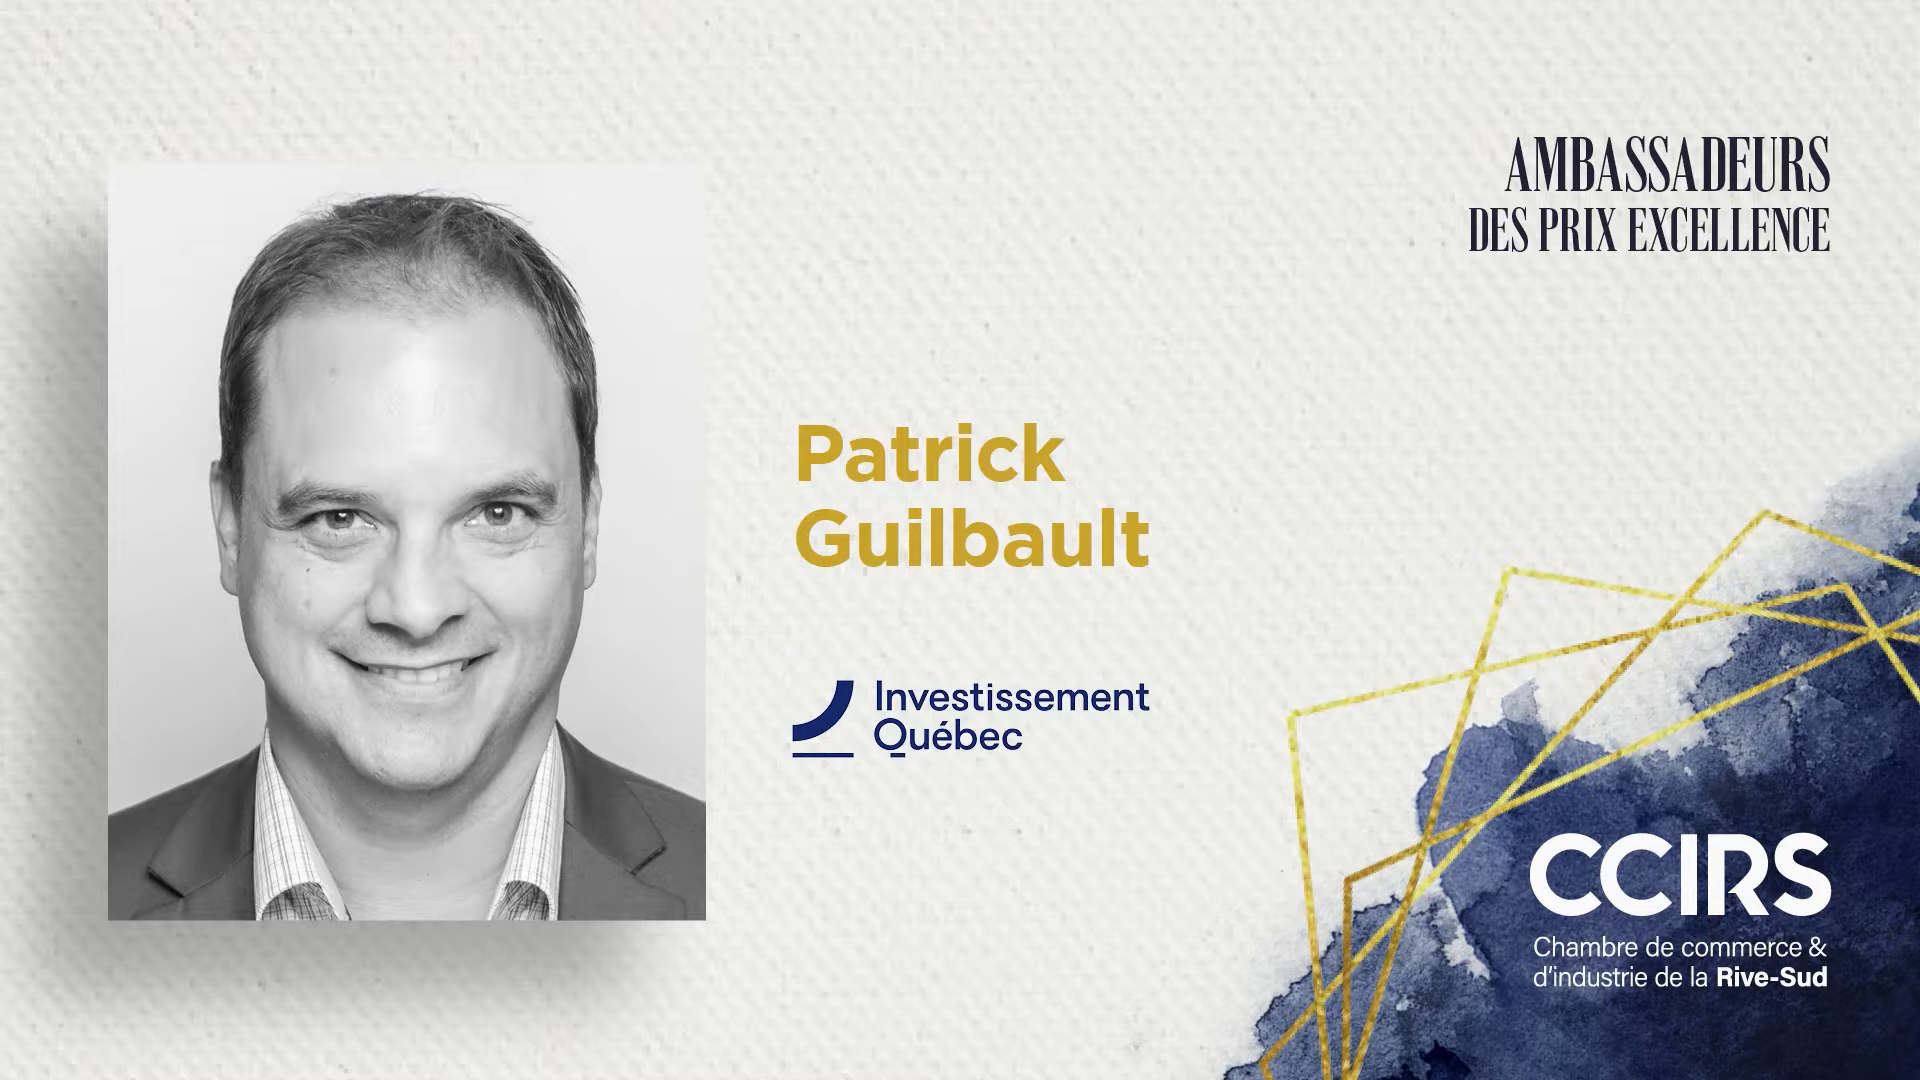 AMBASSADEURS
DES PRIX EXCELLENCE
Patrick
Guilbault
Investissement
Québec
CCIRS
Chambre de commerce &
d'industrie de la Rive-Sud